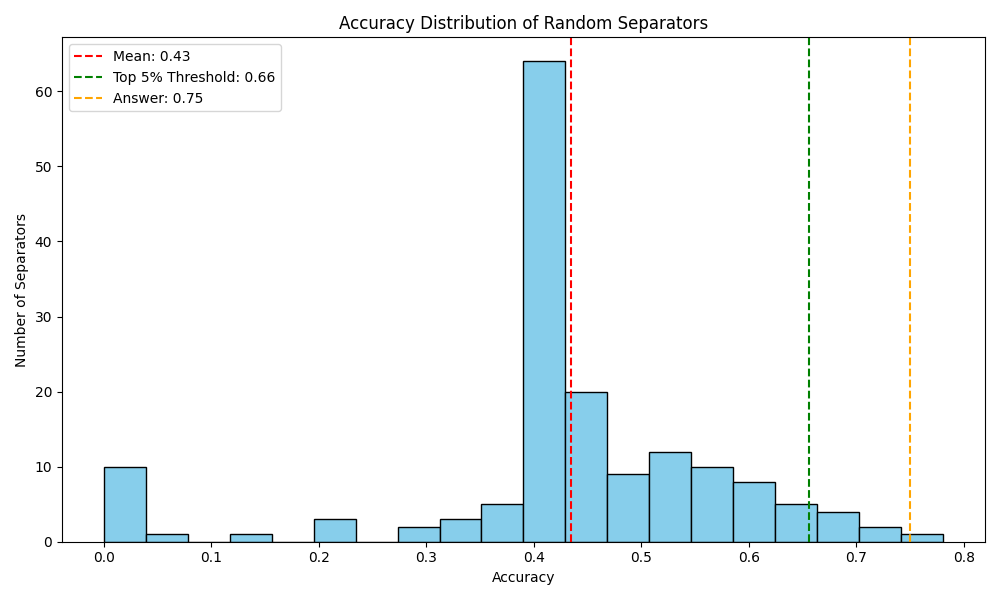 Accuracy Distribution of Random Separators
Mean: 0.43
Top 5% Threshold: 0.66
Answer: 0.75
Number of Separators
60
50
40
30
20
10
0
0.0 0.1 0.2 0.3 0.4 0.5 0.6 0.7 0.8
Accuracy